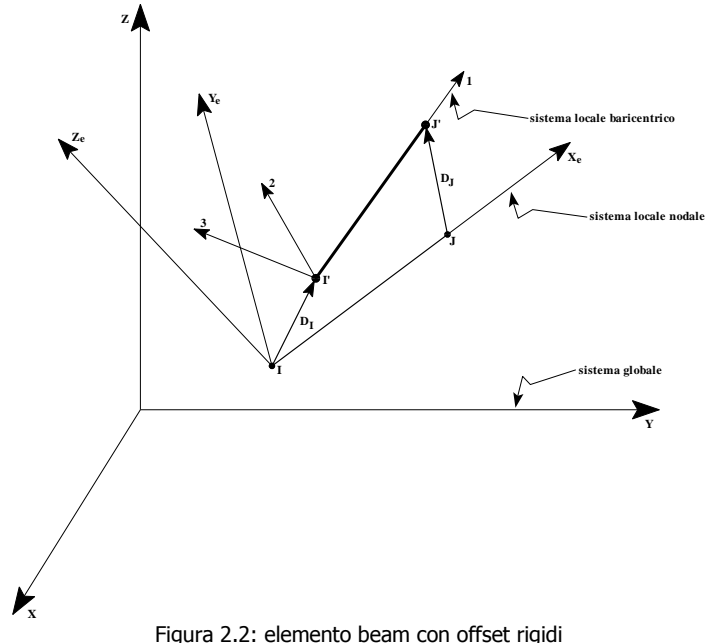 Z
1
Y_e
J'
sistema locale baricentrico
Z_e
X_e
D_J
2
sistema locale nodale
3
J
I'
D_I
I
sistema globale
Y
X
Figura 2.2: elemento beam con offset rigidi